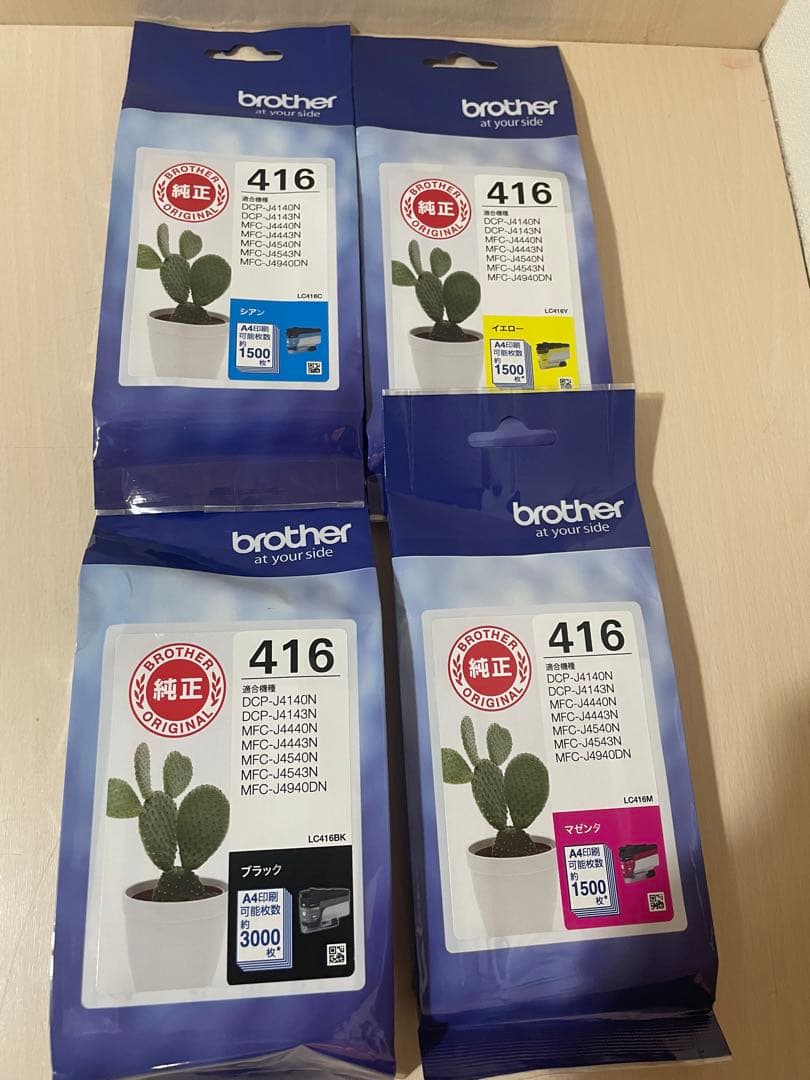 brother
at your side
BROTHER
純正
ORIGINAL
416
適合機種
DCP-J4140N
DCP-J4143N
MFC-J4440N
MFC-J4443N
MFC-J4540N
MFC-J4543N
MFC-J4940DN
LC416C
シアン
A4印刷
可能枚数
約
1500
枚*
brother
at your side
BROTHER
純正
ORIGINAL
416
適合機種
DCP-J4140N
DCP-J4143N
MFC-J4440N
MFC-J4443N
MFC-J4540N
MFC-J4543N
MFC-J4940DN
LC416Y
イエロー
A4印刷
可能枚数
約
1500
枚*
brother
at your side
BROTHER
純正
ORIGINAL
416
適合機種
DCP-J4140N
DCP-J4143N
MFC-J4440N
MFC-J4443N
MFC-J4540N
MFC-J4543N
MFC-J4940DN
LC416BK
ブラック
A4印刷
可能枚数
約
3000
枚*
brother
at your side
BROTHER
純正
ORIGINAL
416
適合機種
DCP-J4140N
DCP-J4143N
MFC-J4440N
MFC-J4443N
MFC-J4540N
MFC-J4543N
MFC-J4940DN
LC416M
マゼンタ
A4印刷
可能枚数
約
1500
枚*